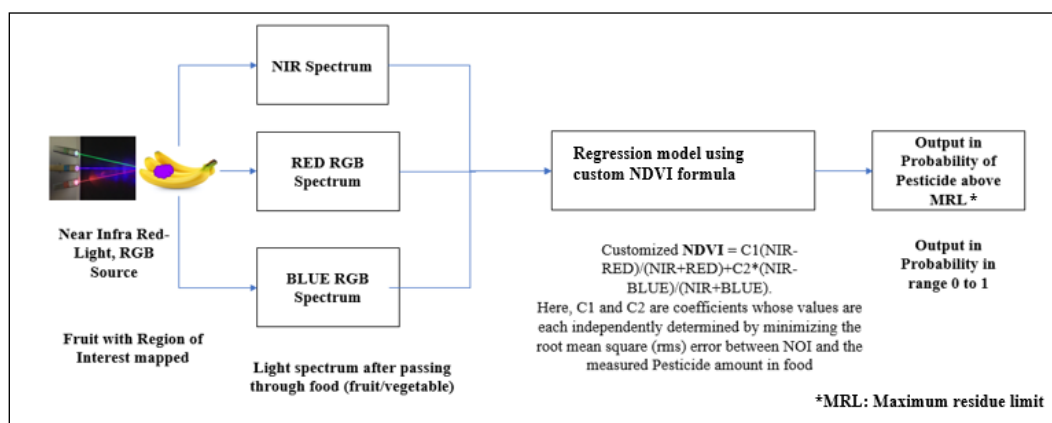 NIR Spectrum
RED RGB
Spectrum
BLUE RGB
Spectrum
Near Infra Red-
Light, RGB
Source
Fruit with Region of
Interest mapped
Light spectrum after passing
through food (fruit/vegetable)
Regression model using
custom NDVI formula
Customized NDVI = C1(NIR-
RED)/(NIR+RED)+C2*(NIR-
BLUE)/(NIR+BLUE).
Here, C1 and C2 are coefficients whose values are
each independently determined by minimizing the
root mean square (rms) error between NOI and the
measured Pesticide amount in food
Output in
Probability of
Pesticide above
MRL *
Output in
Probability in
range 0 to 1
*MRL: Maximum residue limit